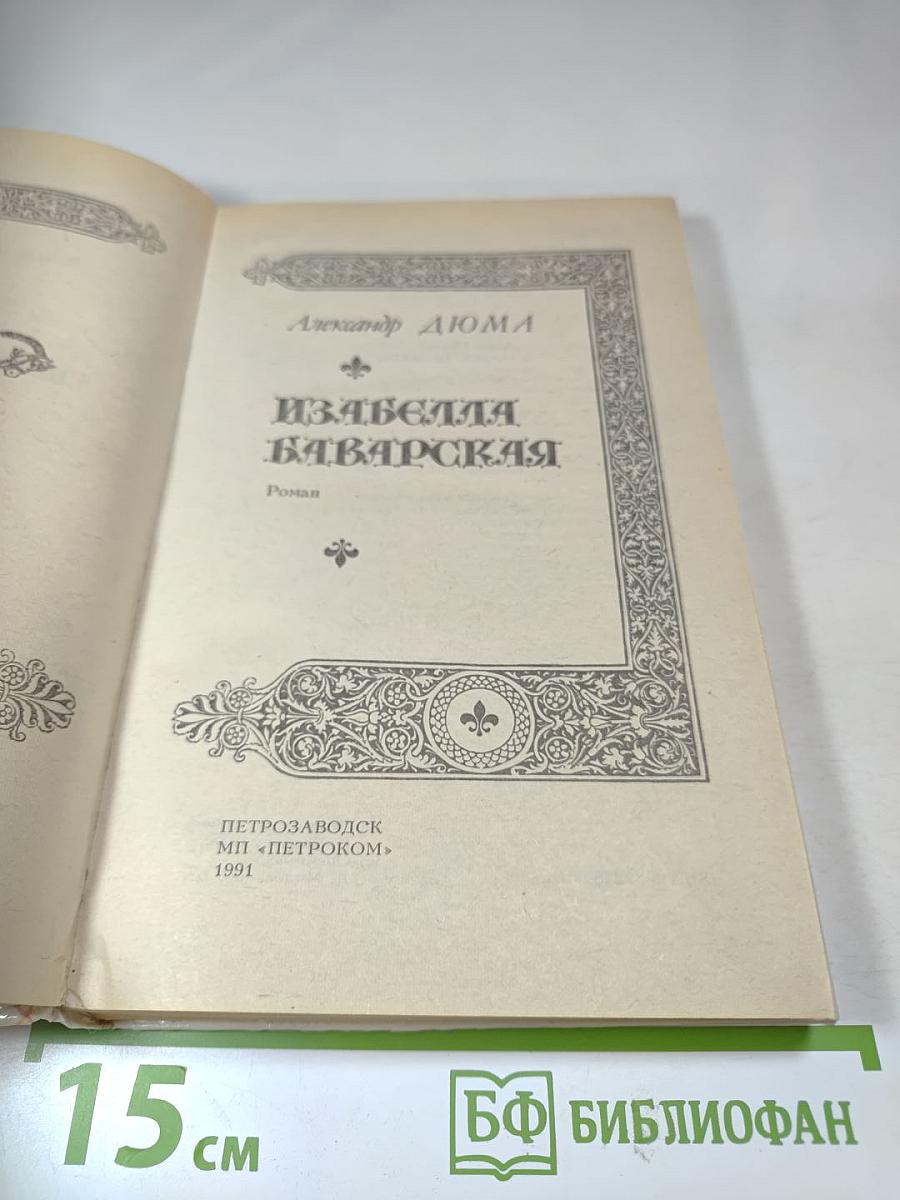 Александр ДЮМА
ИЗАБЕЛЛА
БАВАРСКАЯ
Роман
ПЕТРОЗАВОДСК
МП «ПЕТРОКОМ»
1991
15 см
БФ БИБЛИОФАН